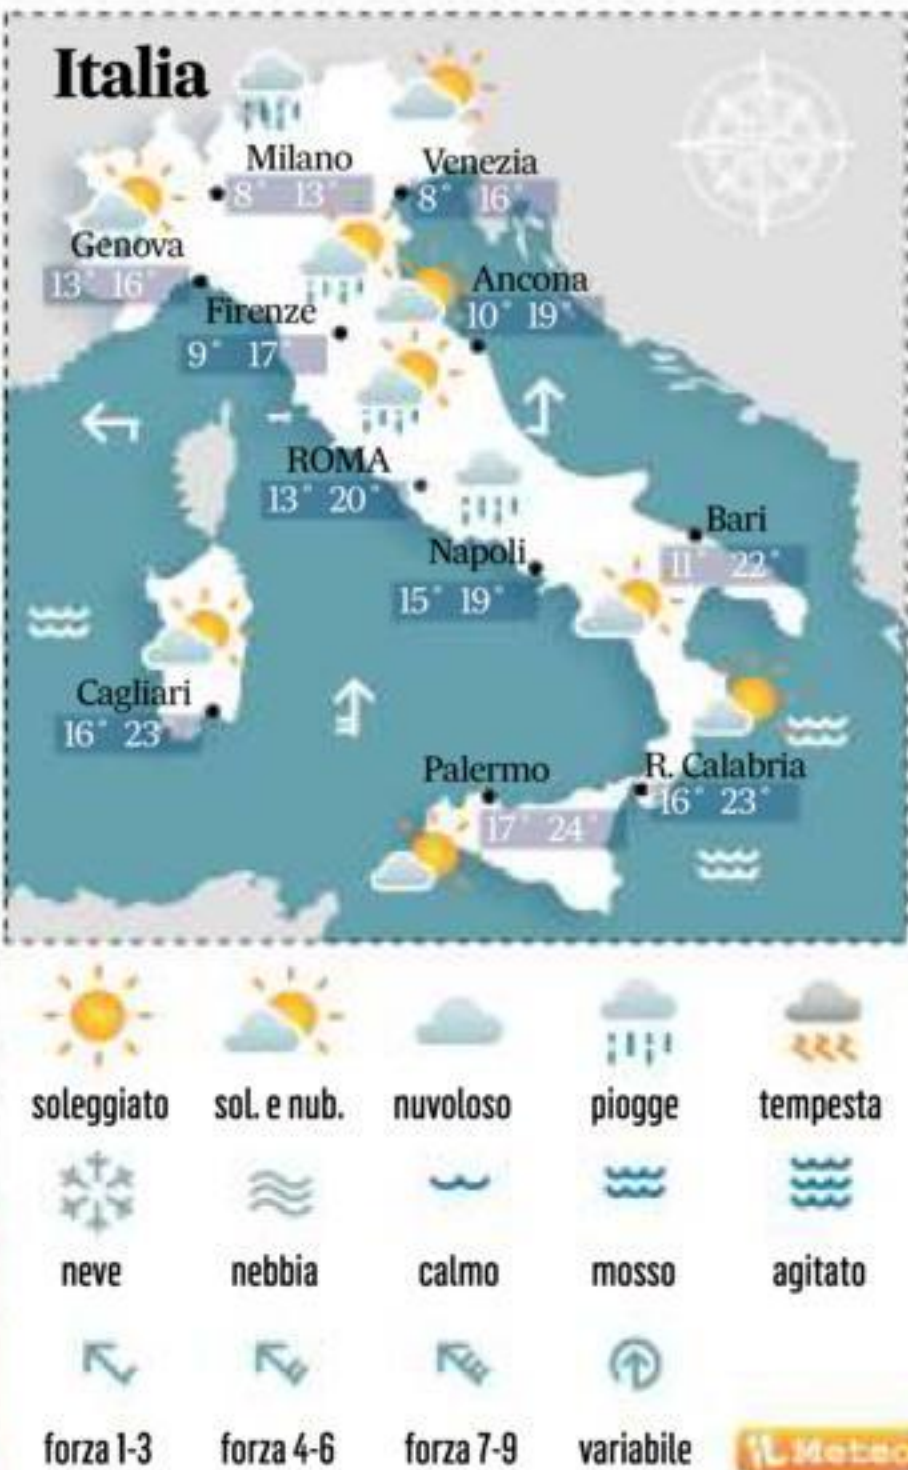 Italia
Milano
8° 13°
Venezia
8° 16°
Genova
13° 16°
Ancona
10° 19°
Firenze
9° 17°
ROMA
13° 20°
Bari
11° 22°
Napoli
15° 19°
Cagliari
16° 23°
Palermo
17° 24°
R. Calabria
16° 23°
soleggiato sol. e nub. nuvoloso piogge tempesta
neve nebbia calmo mosso agitato
forza 1-3 forza 4-6 forza 7-9 variabile
iL Meteo